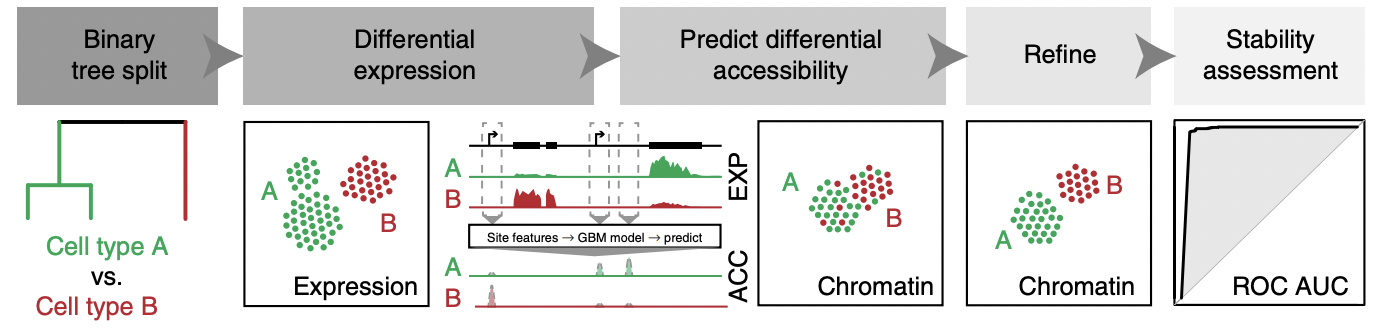 Binary
tree split
Differential
expression
Predict differential
accessibility
Refine
Stability
assessment
Cell type A
vs.
Cell type B
A
B
Expression
A
B
EXP
Site features → GBM model → predict
A
B
ACC
A
B
Chromatin
A
B
Chromatin
ROC AUC